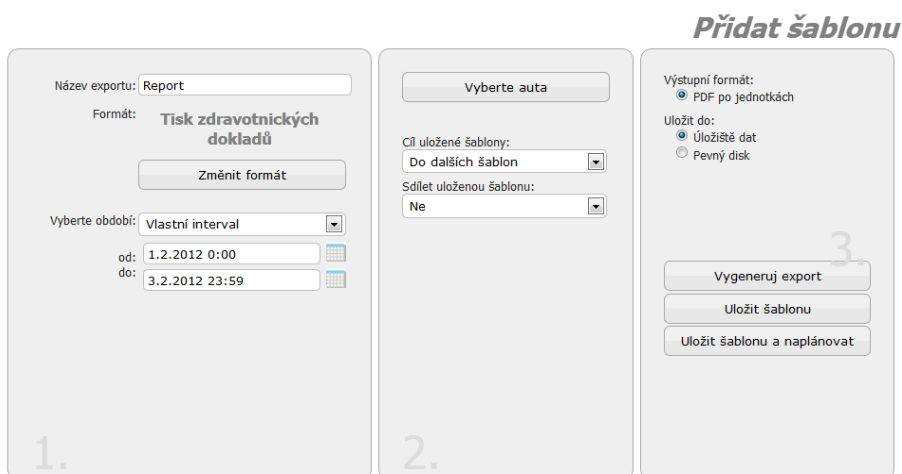 Přidat šablonu
Název exportu: Report
Formát: Tisk zdravotnických
dokladů
Změnit formát
Vyberte období: Vlastní interval
od: 1.2.2012 0:00
do: 3.2.2012 23:59
1.
Vyberte auta
Cíl uložené šablony:
Do dalších šablon
Sdílet uloženou šablonu:
Ne
2.
Výstupní formát:
PDF po jednotkách
Uložit do:
Úložiště dat
Pevný disk
3.
Vygeneruj export
Uložit šablonu
Uložit šablonu a naplánovat